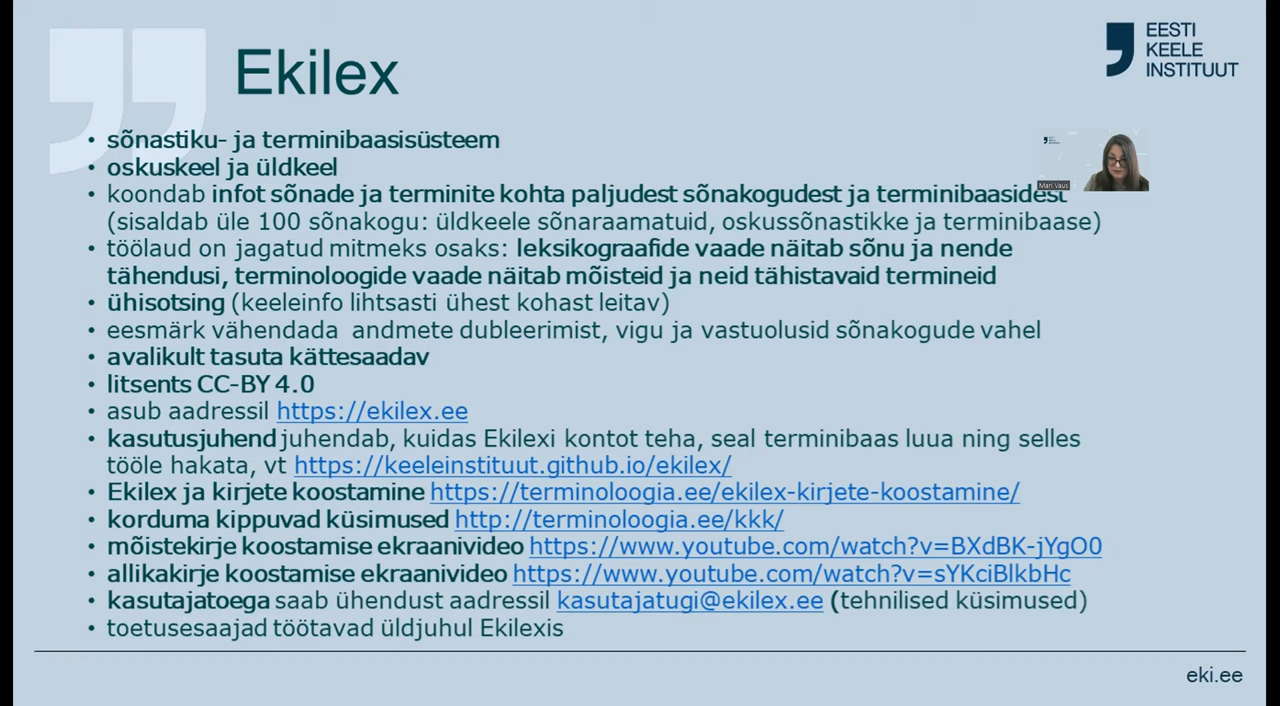 Ekilex
EESTI
KEELE
INSTITUUT
• sõnastiku- ja terminibaasisüsteem
• oskuskeel ja üldkeel
• koondab infot sõnade ja terminite kohta paljudest sõnakogudest ja terminibaasidest
(sisaldab üle 100 sõnakogu: üldkeele sõnaraamatuid, oskussõnastikke ja terminibaase)
• töölaud on jagatud mitmeks osaks: leksikograafide vaade näitab sõnu ja nende
tähendusi, terminoloogide vaade näitab mõisteid ja neid tähistavaid termineid
• ühisotsing (keeleinfo lihtsasti ühest kohast leitav)
• eesmärk vähendada  andmete dubleerimist, vigu ja vastuolusid sõnakogude vahel
• avalikult tasuta kättesaadav
• litsents CC-BY 4.0
• asub aadressil https://ekilex.ee
• kasutusjuhend juhendab, kuidas Ekilexi kontot teha, seal terminibaas luua ning selles
tööle hakata, vt https://keeleinstituut.github.io/ekilex/
• Ekilex ja kirjete koostamine https://terminoloogia.ee/ekilex-kirjete-koostamine/
• korduma kippuvad küsimused http://terminoloogia.ee/kkk/
• mõistekirje koostamise ekraanivideo https://www.youtube.com/watch?v=BXdBK-jYgO0
• allikakirje koostamise ekraanivideo https://www.youtube.com/watch?v=sYKciBlkbHc
• kasutajatoega saab ühendust aadressil kasutajatugi@ekilex.ee (tehnilised küsimused)
• toetusesaajad töötavad üldjuhul Ekilexis
Mari Vaus
eki.ee